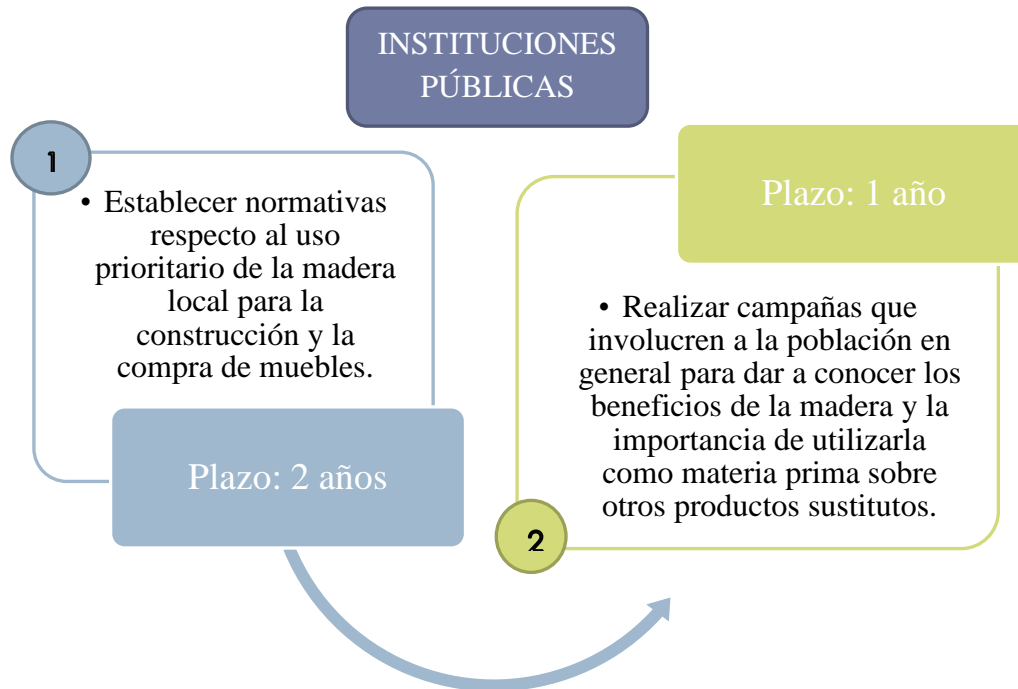 INSTITUCIONES
PÚBLICAS
1
• Establecer normativas
respecto al uso
prioritario de la madera
local para la
construcción y la
compra de muebles.
Plazo: 2 años
Plazo: 1 año
• Realizar campañas que
involucren a la población en
general para dar a conocer los
beneficios de la madera y la
importancia de utilizarla
como materia prima sobre
otros productos sustitutos.
2